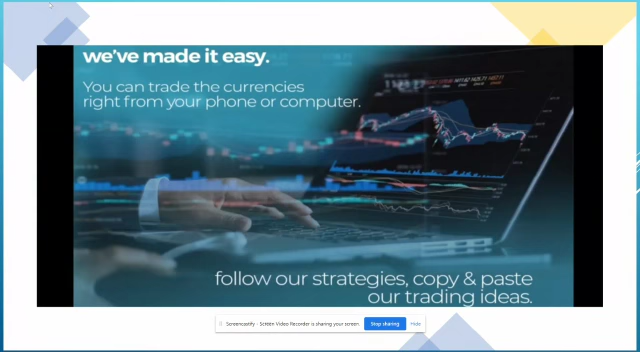 we've made it easy.
You can trade the currencies
right from your phone or computer.
follow our strategies, copy & paste
our trading ideas.
Screencastify - Screen Video Recorder is sharing your screen.
Stop sharing
Hide